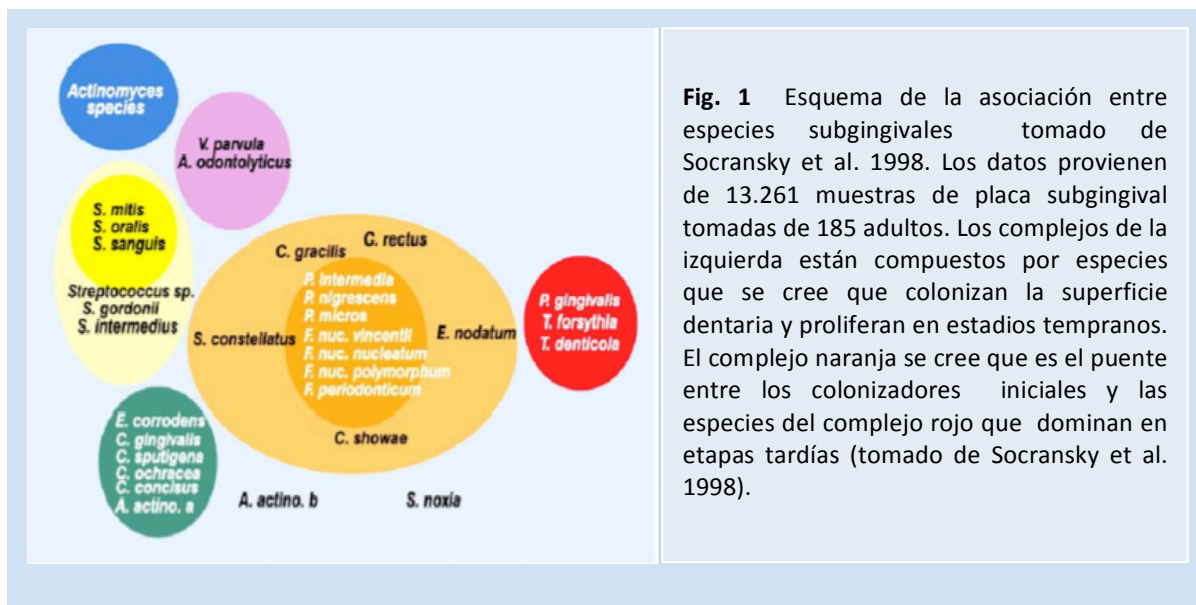 Actinomyces
species
V. parvula
A. odontolyticus
S. mitis
S. oralis
S. sanguis
Streptococcus sp.
S. gordonii
S. intermedius
C. gracilis
C. rectus
P. intermedia
P. nigrescens
P. micros
F. nuc. vincentii
F. nuc. nucleatum
F. nuc. polymorphum
F. periodonticum
S. constellatus
E. nodatum
C. showae
P. gingivalis
T. forsythia
T. denticola
E. corrodens
C. gingivalis
C. sputigena
C. ochracea
C. concisus
A. actino. a
A. actino. b
S. noxia
Fig. 1 Esquema de la asociación entre
especies subgingivales tomado de
Socransky et al. 1998. Los datos provienen
de 13.261 muestras de placa subgingival
tomadas de 185 adultos. Los complejos de la
izquierda están compuestos por especies
que se cree que colonizan la superficie
dentaria y proliferan en estadios tempranos.
El complejo naranja se cree que es el puente
entre los colonizadores iniciales y las
especies del complejo rojo que dominan en
etapas tardías (tomado de Socransky et al.
1998).